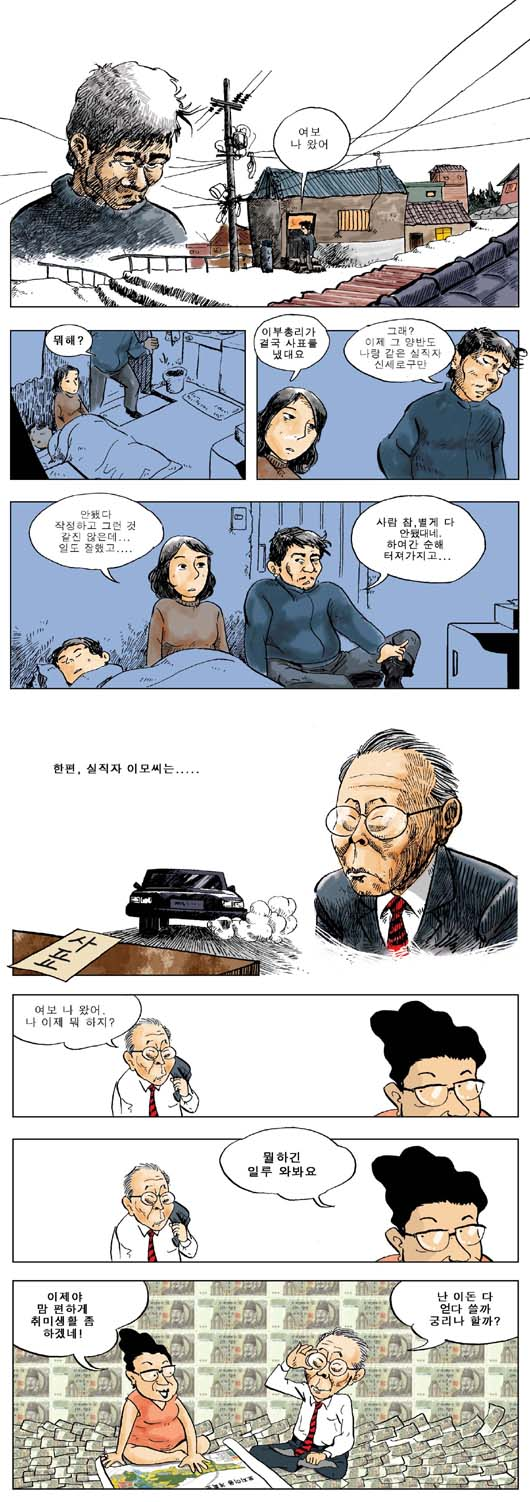 여보
나 왔어
뭐해?
이부총리가
결국 사표를
냈대요
그래?
이제 그 양반도
나랑 같은 실직자
신세로구만
안됐다
작정하고 그런 것
같진 않은데...
일도 잘했고....
사람 참,별게 다
안됐대네.
하여간 순해
터져가지고...
한편, 실직자 이모씨는.....
사표
여보 나 왔어.
나 이제 뭐 하지?
뭘하긴
일루 와봐요
이제야
맘 편하게
취미생활 좀
하겠네!
난 이돈 다
얻다 쓸까
궁리나 할까?